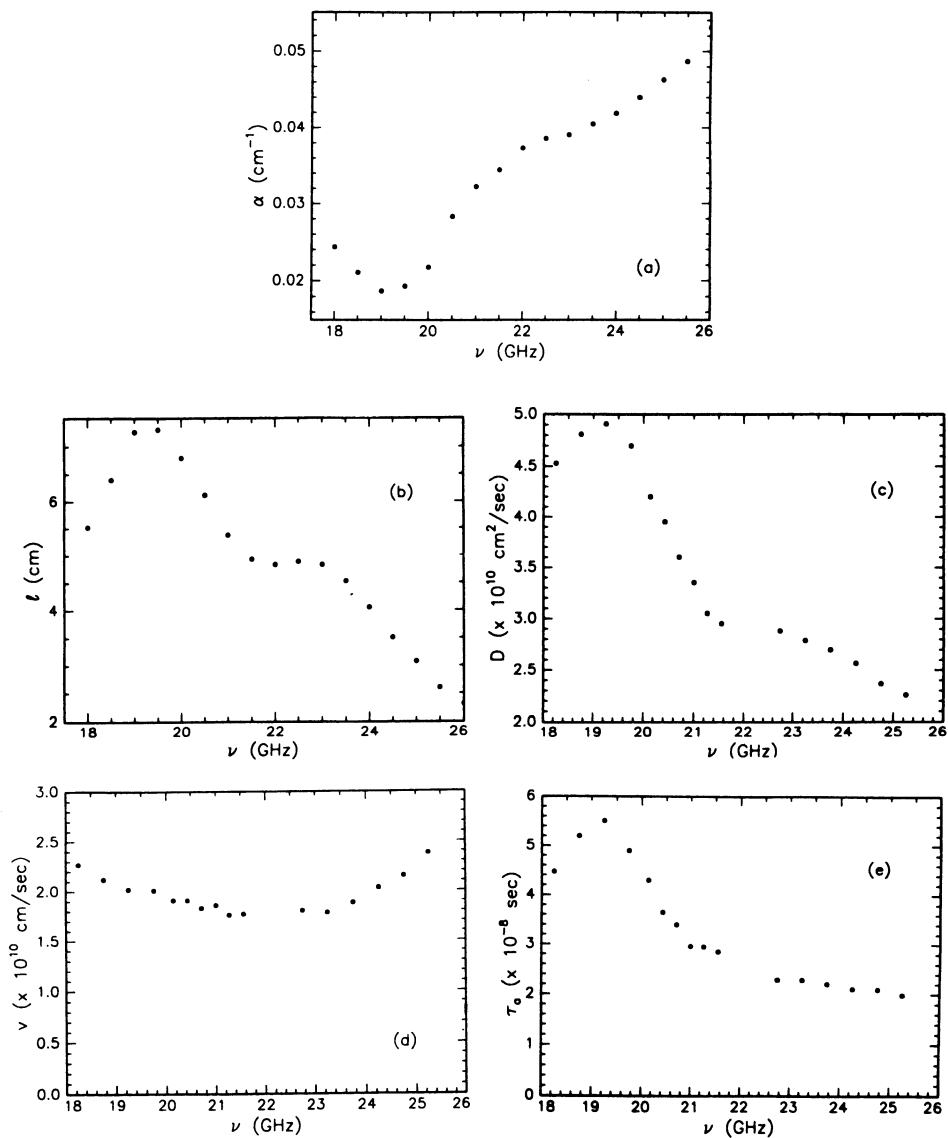 0.05
0.04
0.03
0.02
α (cm⁻¹)
(a)
18 20 22 24 26
ν (GHz)
6
4
2
ℓ (cm)
(b)
18 20 22 24 26
ν (GHz)
5.0
4.5
4.0
3.5
3.0
2.5
2.0
D (x 10¹⁰ cm²/sec)
(c)
18 19 20 21 22 23 24 25 26
ν (GHz)
3.0
2.5
2.0
1.5
1.0
0.5
0.0
v (x 10¹⁰ cm/sec)
(d)
18 19 20 21 22 23 24 25 26
ν (GHz)
6
5
4
3
2
1
0
τₐ (x 10⁻⁸ sec)
(e)
18 19 20 21 22 23 24 25 26
ν (GHz)